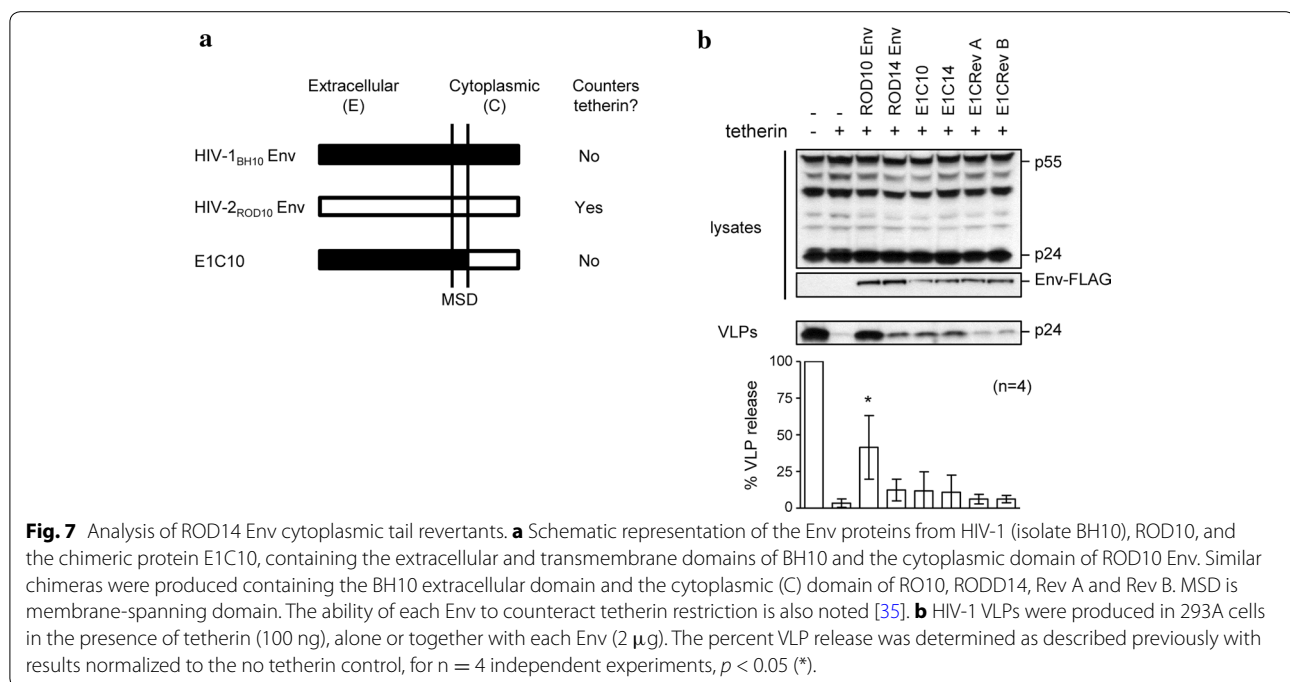 a
Extracellular
(E)
Cytoplasmic
(C)
Counters
tetherin?
HIV-1BH10 Env
No
HIV-2ROD10 Env
Yes
E1C10
No
MSD
b
-
-
ROD10 Env
ROD14 Env
E1C10
E1C14
E1CRev A
E1CRev B
tetherin - + + + + + + +
lysates
p55
p24
Env-FLAG
VLPs
p24
% VLP release
100
75
50
25
0
*
(n=4)
Fig. 7 Analysis of ROD14 Env cytoplasmic tail revertants. a Schematic representation of the Env proteins from HIV-1 (isolate BH10), ROD10, and
the chimeric protein E1C10, containing the extracellular and transmembrane domains of BH10 and the cytoplasmic domain of ROD10 Env. Similar
chimeras were produced containing the BH10 extracellular domain and the cytoplasmic (C) domain of RO10, RODD14, Rev A and Rev B. MSD is
membrane-spanning domain. The ability of each Env to counteract tetherin restriction is also noted [35]. b HIV-1 VLPs were produced in 293A cells
in the presence of tetherin (100 ng), alone or together with each Env (2 μg). The percent VLP release was determined as described previously with
results normalized to the no tetherin control, for n = 4 independent experiments, p < 0.05 (*).